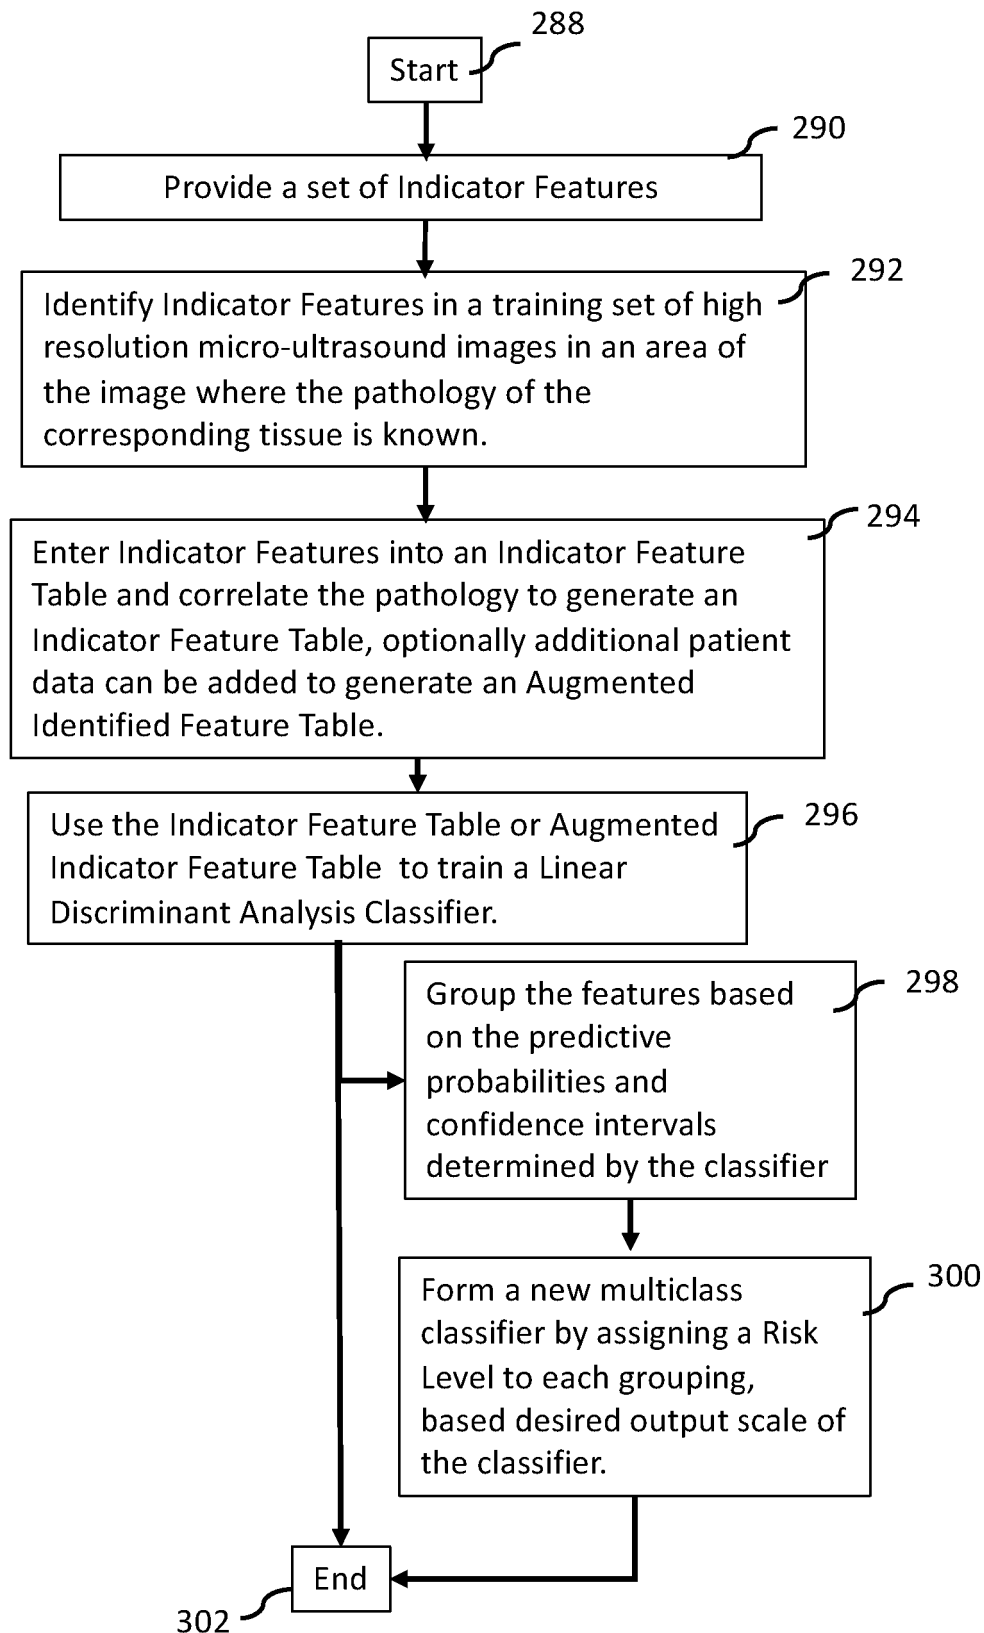 288
Start
290
Provide a set of Indicator Features
292
Identify Indicator Features in a training set of high
resolution micro-ultrasound images in an area of
the image where the pathology of the
corresponding tissue is known.
294
Enter Indicator Features into an Indicator Feature
Table and correlate the pathology to generate an
Indicator Feature Table, optionally additional patient
data can be added to generate an Augmented
Identified Feature Table.
296
Use the Indicator Feature Table or Augmented
Indicator Feature Table to train a Linear
Discriminant Analysis Classifier.
298
Group the features based
on the predictive
probabilities and
confidence intervals
determined by the classifier
300
Form a new multiclass
classifier by assigning a Risk
Level to each grouping,
based desired output scale of
the classifier.
End
302